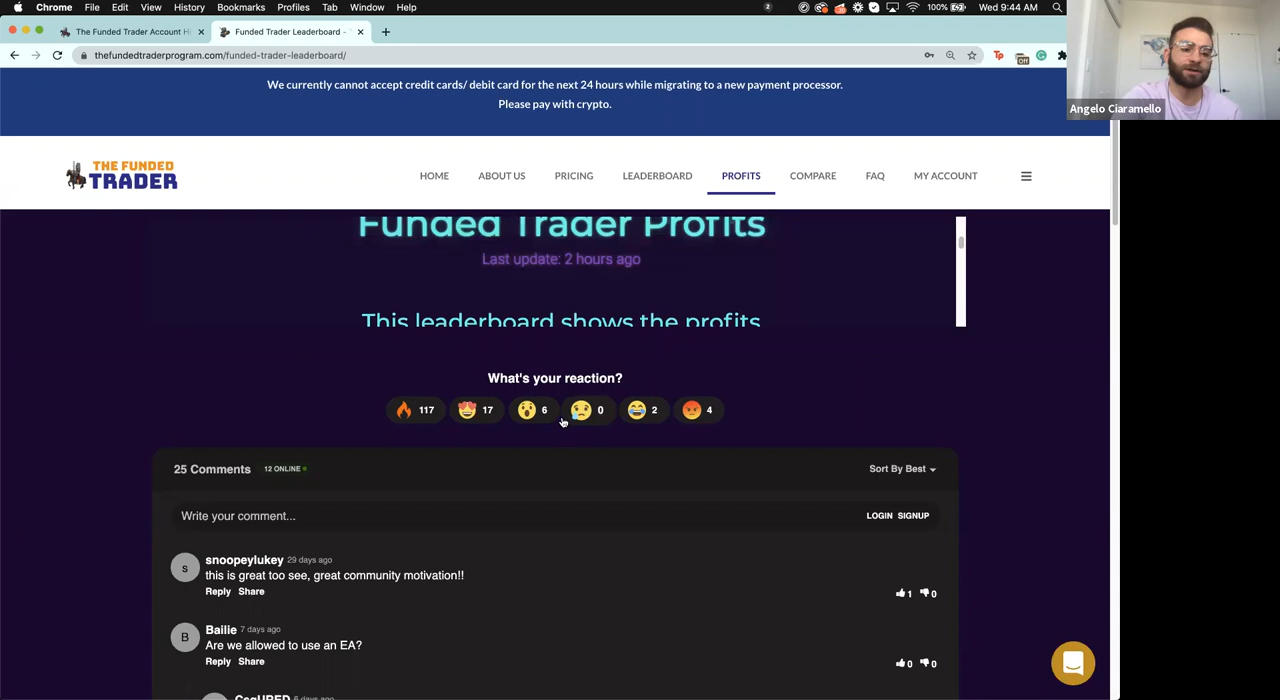 Chrome File Edit View History Bookmarks Profiles Tab Window Help 2 100% Wed 9:44 AM
The Funded Trader Account Hi Funded Trader Leaderboard -
thefundedtraderprogram.com/funded-trader-leaderboard/ Off
Angelo Ciaramello
We currently cannot accept credit cards/ debit card for the next 24 hours while migrating to a new payment processor.
Please pay with crypto.
THE FUNDED
TRADER
HOME ABOUT US PRICING LEADERBOARD PROFITS COMPARE FAQ MY ACCOUNT
Funded Trader Profits
Last update: 2 hours ago
This leaderboard shows the profits
What's your reaction?
117 17 6 0 2 4
25 Comments 12 ONLINE Sort By Best
Write your comment... LOGIN SIGNUP
s snoopeylukey 29 days ago
this is great too see, great community motivation!!
Reply Share 1 0
B Bailie 7 days ago
Are we allowed to use an EA?
Reply Share 0 0